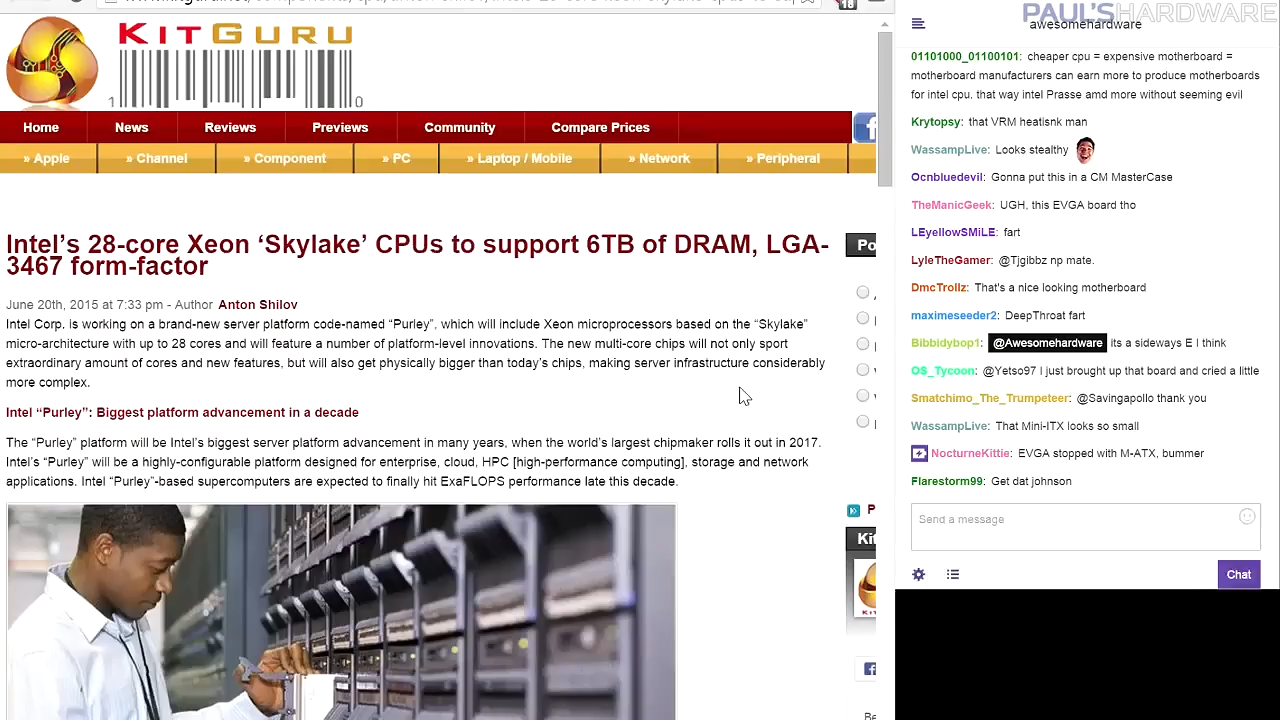 18
KITGURU
1
0
Home
News
Reviews
Previews
Community
Compare Prices
» Apple
» Channel
» Component
» PC
» Laptop / Mobile
» Network
» Peripheral
Intel's 28-core Xeon ‘Skylake’ CPUs to support 6TB of DRAM, LGA-
3467 form-factor
June 20th, 2015 at 7:33 pm - Author Anton Shilov
Intel Corp. is working on a brand-new server platform code-named “Purley”, which will include Xeon microprocessors based on the “Skylake”
micro-architecture with up to 28 cores and will feature a number of platform-level innovations. The new multi-core chips will not only sport
extraordinary amount of cores and new features, but will also get physically bigger than today's chips, making server infrastructure considerably
more complex.
Intel “Purley”: Biggest platform advancement in a decade
The “Purley” platform will be Intel's biggest server platform advancement in many years, when the world's largest chipmaker rolls it out in 2017.
Intel's “Purley” will be a highly-configurable platform designed for enterprise, cloud, HPC [high-performance computing], storage and network
applications. Intel “Purley”-based supercomputers are expected to finally hit ExaFLOPS performance late this decade.
Po
P
Kit
Be
PAUL'SHARDWARE
awesomehardware
01101000_01100101: cheaper cpu = expensive motherboard =
motherboard manufacturers can earn more to produce motherboards
for intel cpu. that way intel Prasse amd more without seeming evil
Krytopsy: that VRM heatisnk man
WassampLive: Looks stealthy
Ocnbluedevil: Gonna put this in a CM MasterCase
TheManicGeek: UGH, this EVGA board tho
LEyellowSMiLE: fart
LyleTheGamer: @Tjgibbz np mate.
DmcTrollz: That's a nice looking motherboard
maximeseeder2: DeepThroat fart
Bibbidybop1: @Awesomehardware its a sideways E I think
OS_Tycoon: @Yetso97 I just brought up that board and cried a little
Smatchimo_The_Trumpeteer: @Savingapollo thank you
WassampLive: That Mini-ITX looks so small
NocturneKittie: EVGA stopped with M-ATX, bummer
Flarestorm99: Get dat johnson
Send a message
Chat